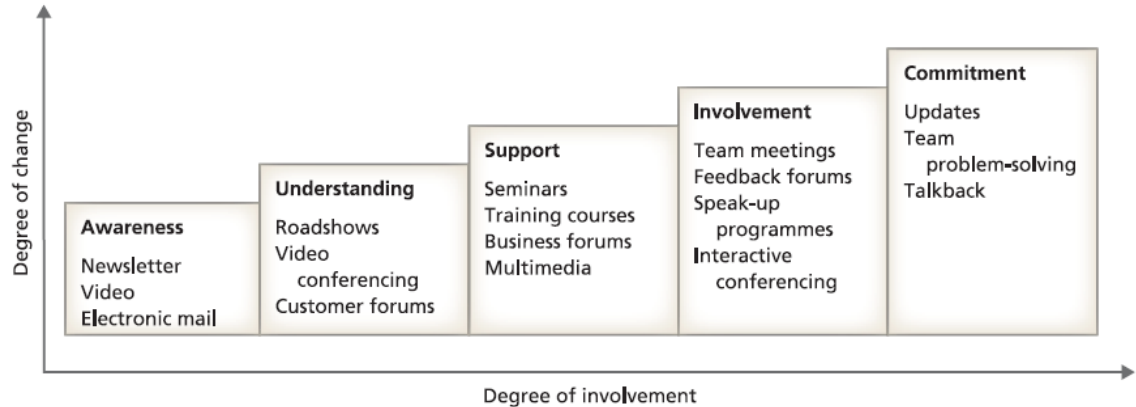 Degree of change
Awareness
Newsletter
Video
Electronic mail
Understanding
Roadshows
Video
conferencing
Customer forums
Support
Seminars
Training courses
Business forums
Multimedia
Involvement
Team meetings
Feedback forums
Speak-up
programmes
Interactive
conferencing
Commitment
Updates
Team
problem-solving
Talkback
Degree of involvement